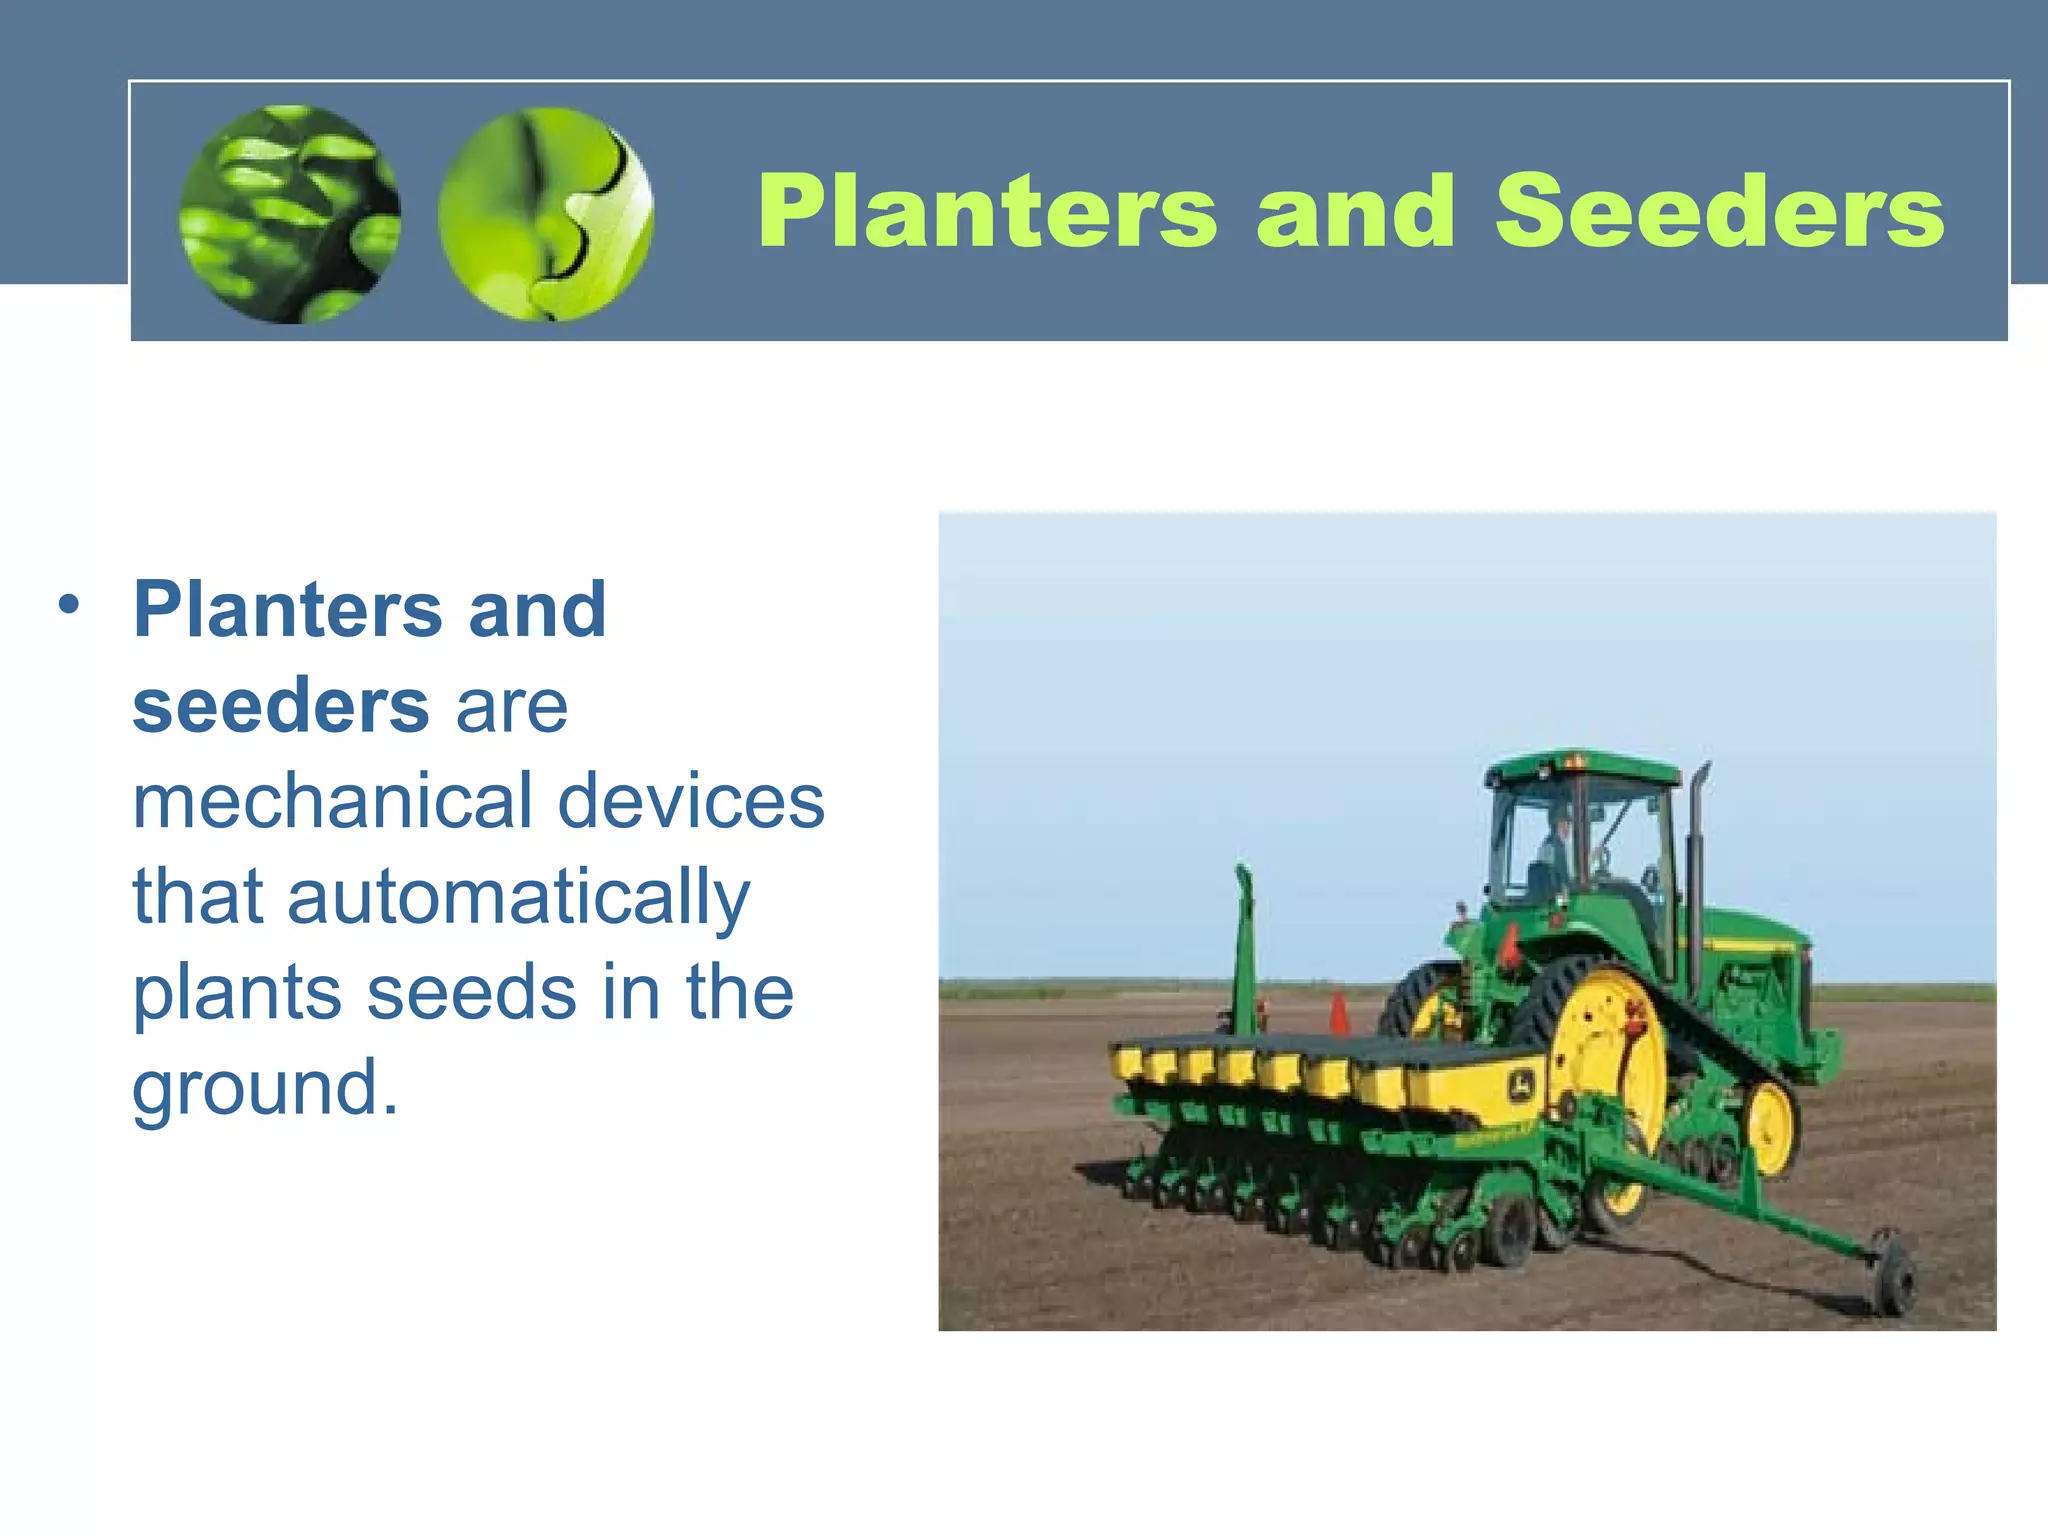 Planters and Seeders
• Planters and
seeders are
mechanical devices
that automatically
plants seeds in the
ground.